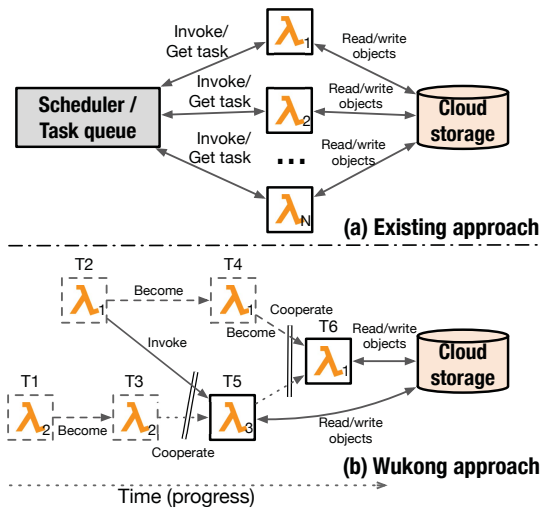 Invoke/
Get task
λ1
Read/write
objects
Scheduler /
Task queue
Invoke/
Get task
λ2
Read/write
objects
Cloud
storage
Invoke/
Get task
...
Read/write
objects
λN
(a) Existing approach
T2
λ1
Become
T4
λ1
Cooperate
Become
T6
λ1
Read/write
objects
Cloud
storage
Invoke
T1
λ2
Become
T3
λ2
Cooperate
T5
λ3
Read/write
objects
(b) Wukong approach
Time (progress)